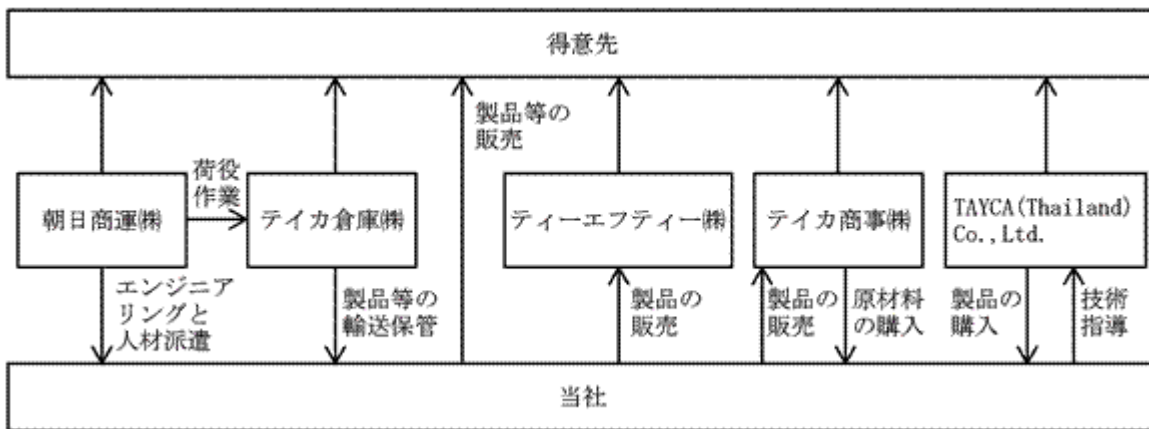 得意先
製品等の
販売
荷役
作業
朝日商運㈱
テイカ倉庫㈱
ティーエフティー㈱
テイカ商事㈱
TAYCA(Thailand)
Co.,Ltd.
エンジニア
リングと
人材派遣
製品等の
輸送保管
製品の
販売
製品の
販売
原材料
の購入
製品の
購入
技術
指導
当社